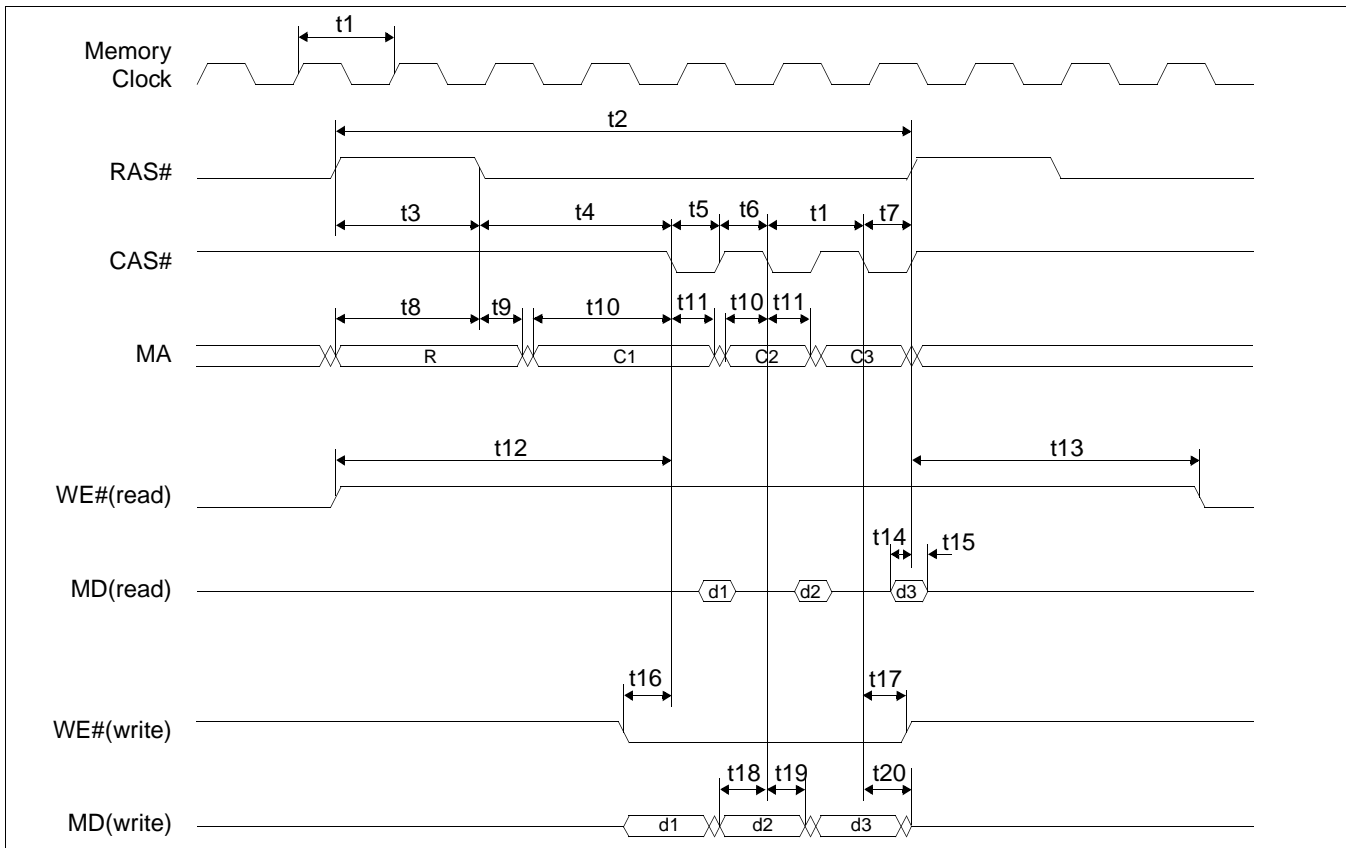 t1
Memory
Clock
t2
RAS#
t3 t4 t5 t6 t1 t7
CAS#
t8 t9 t10 t11 t10 t11
MA R C1 C2 C3
t12 t13
WE#(read)
t14 t15
MD(read) d1 d2 d3
t16 t17
WE#(write)
t18 t19 t20
MD(write) d1 d2 d3